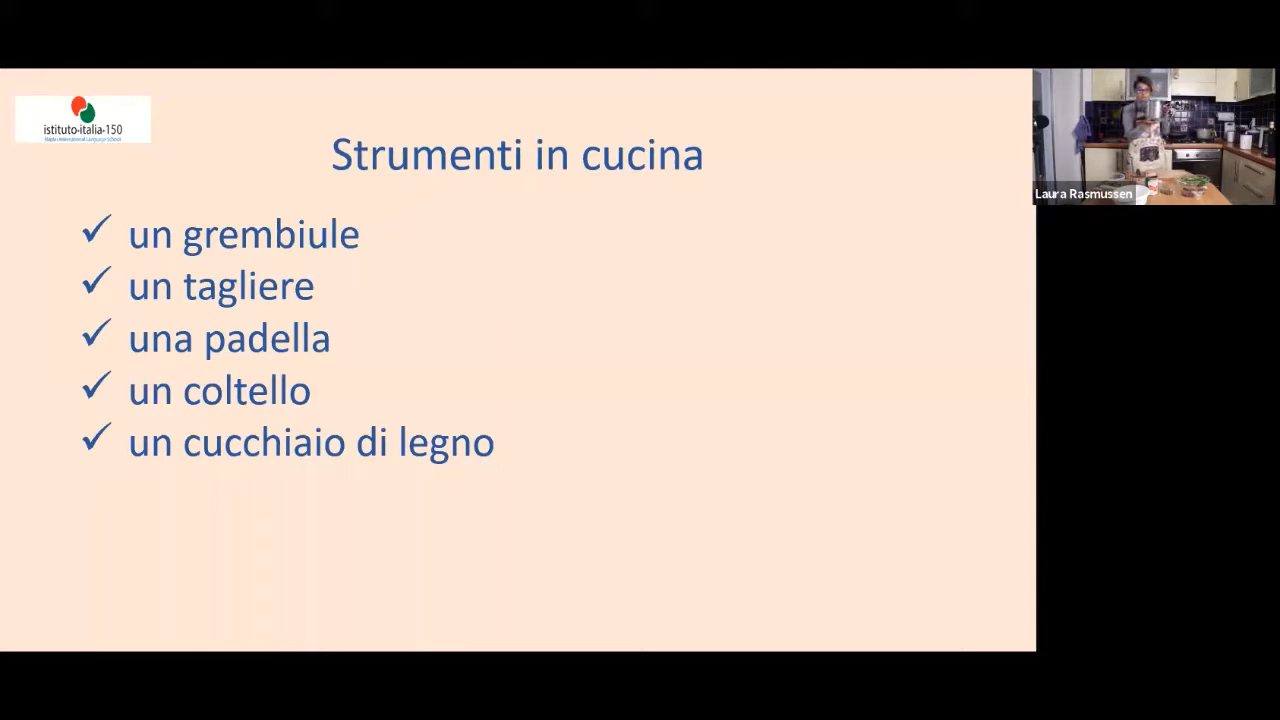 istituto-italia-150
Strumenti in cucina
✓ un grembiule
✓ un tagliere
✓ una padella
✓ un coltello
✓ un cucchiaio di legno
Laura Rasmussen